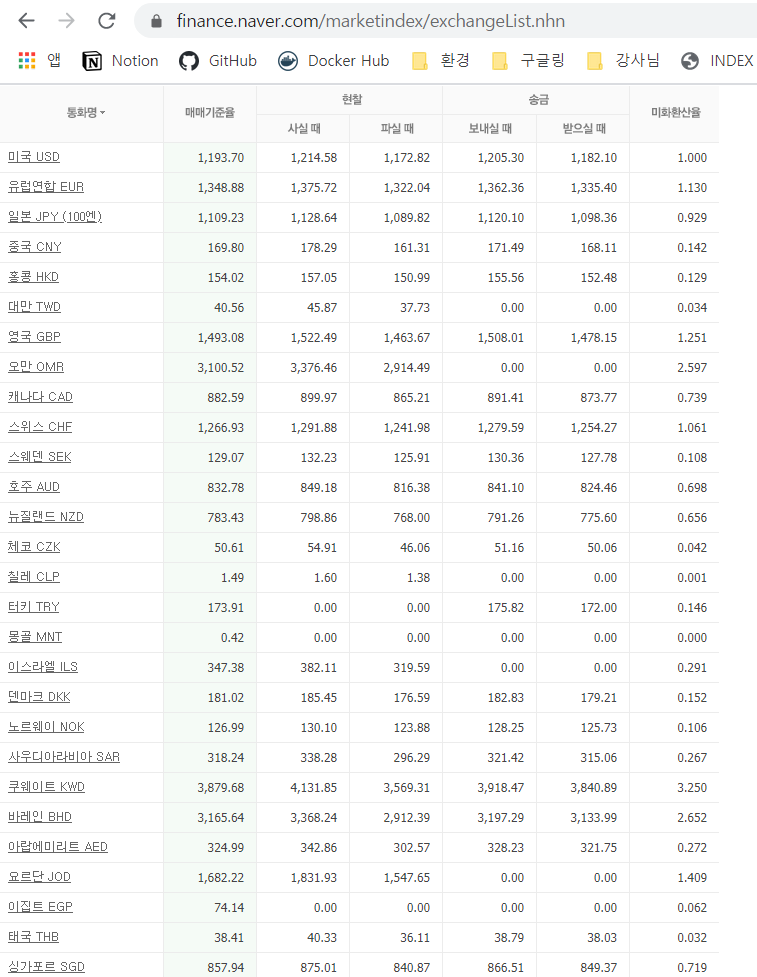 finance.naver.com/marketindex/exchangeList.nhn
앱 Notion GitHub Docker Hub 환경 구글링 강사님 INDEX
통화명 매매기준율 현찰 송금 미화환산율
사실 때 파실 때 보내실 때 받으실 때
미국 USD 1,193.70 1,214.58 1,172.82 1,205.30 1,182.10 1.000
유럽연합 EUR 1,348.88 1,375.72 1,322.04 1,362.36 1,335.40 1.130
일본 JPY (100엔) 1,109.23 1,128.64 1,089.82 1,120.10 1,098.36 0.929
중국 CNY 169.80 178.29 161.31 171.49 168.11 0.142
홍콩 HKD 154.02 157.05 150.99 155.56 152.48 0.129
대만 TWD 40.56 45.87 37.73 0.00 0.00 0.034
영국 GBP 1,493.08 1,522.49 1,463.67 1,508.01 1,478.15 1.251
오만 OMR 3,100.52 3,376.46 2,914.49 0.00 0.00 2.597
캐나다 CAD 882.59 899.97 865.21 891.41 873.77 0.739
스위스 CHF 1,266.93 1,291.88 1,241.98 1,279.59 1,254.27 1.061
스웨덴 SEK 129.07 132.23 125.91 130.36 127.78 0.108
호주 AUD 832.78 849.18 816.38 841.10 824.46 0.698
뉴질랜드 NZD 783.43 798.86 768.00 791.26 775.60 0.656
체코 CZK 50.61 54.91 46.06 51.16 50.06 0.042
칠레 CLP 1.49 1.60 1.38 0.00 0.00 0.001
터키 TRY 173.91 0.00 0.00 175.82 172.00 0.146
몽골 MNT 0.42 0.00 0.00 0.00 0.00 0.000
이스라엘 ILS 347.38 382.11 319.59 0.00 0.00 0.291
덴마크 DKK 181.02 185.45 176.59 182.83 179.21 0.152
노르웨이 NOK 126.99 130.10 123.88 128.25 125.73 0.106
사우디아라비아 SAR 318.24 338.28 296.29 321.42 315.06 0.267
쿠웨이트 KWD 3,879.68 4,131.85 3,569.31 3,918.47 3,840.89 3.250
바레인 BHD 3,165.64 3,368.24 2,912.39 3,197.29 3,133.99 2.652
아랍에미리트 AED 324.99 342.86 302.57 328.23 321.75 0.272
요르단 JOD 1,682.22 1,831.93 1,547.65 0.00 0.00 1.409
이집트 EGP 74.14 0.00 0.00 0.00 0.00 0.062
태국 THB 38.41 40.33 36.11 38.79 38.03 0.032
싱가포르 SGD 857.94 875.01 840.87 866.51 849.37 0.719